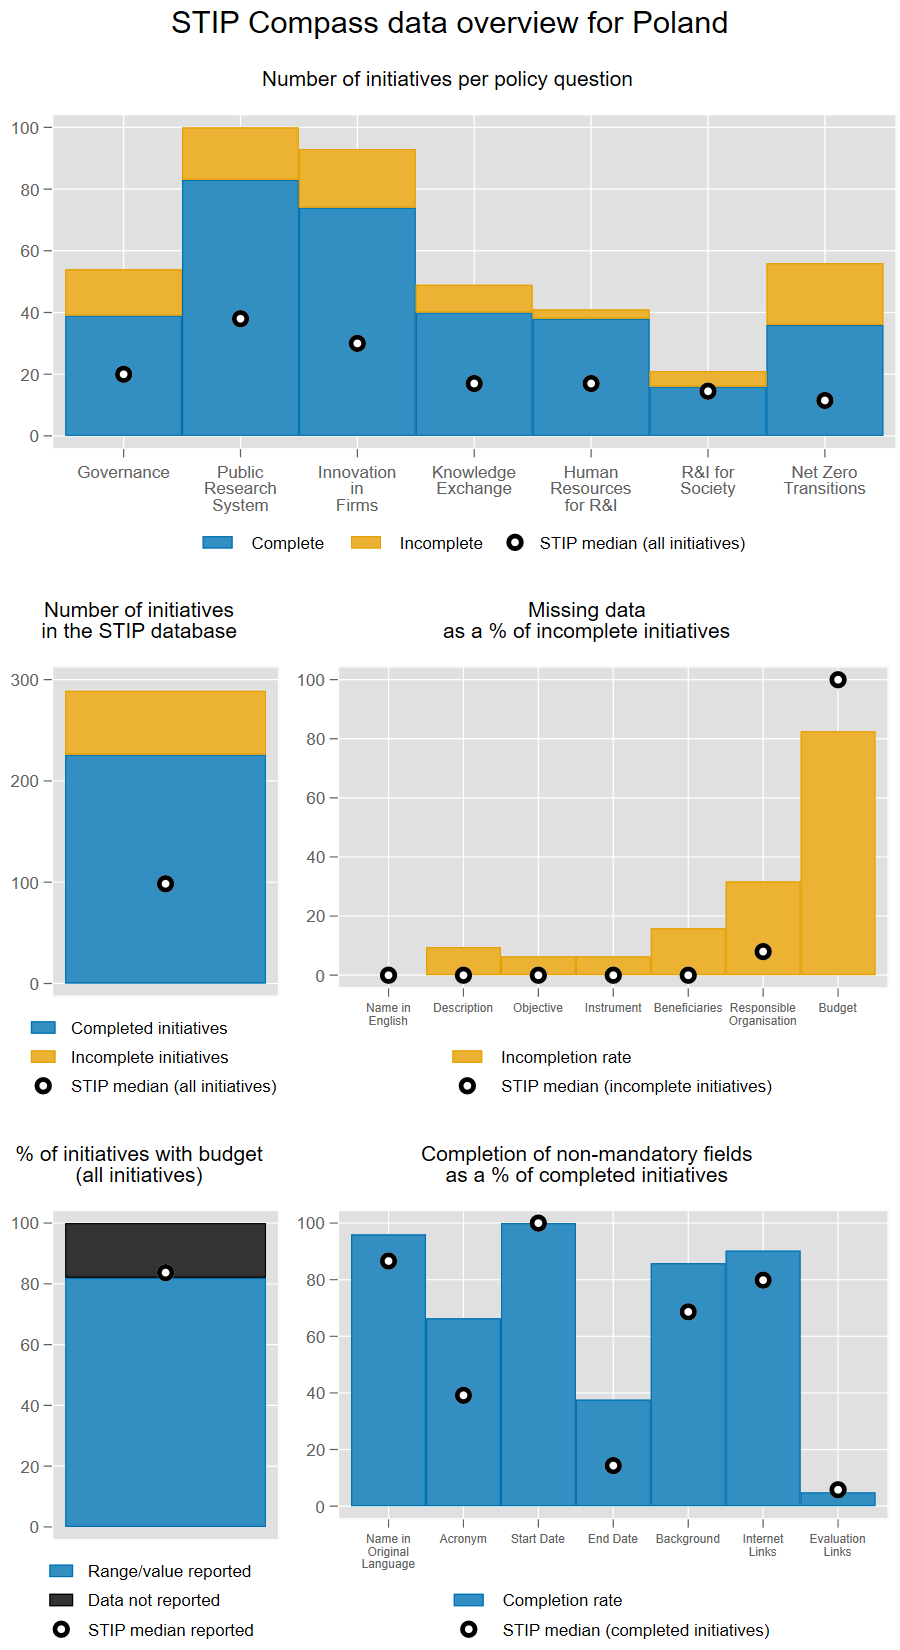 STIP Compass data overview for Poland
Number of initiatives per policy question
100
80
60
40
20
0
Governance
Public
Research
System
Innovation
in
Firms
Knowledge
Exchange
Human
Resources
for R&I
R&I for
Society
Net Zero
Transitions
Complete
Incomplete
STIP median (all initiatives)
Number of initiatives
in the STIP database
300
200
100
0
Completed initiatives
Incomplete initiatives
STIP median (all initiatives)
Missing data
as a % of incomplete initiatives
100
80
60
40
20
0
Name in
English
Description
Objective
Instrument
Beneficiaries
Responsible
Organisation
Budget
Incompletion rate
STIP median (incomplete initiatives)
% of initiatives with budget
(all initiatives)
100
80
60
40
20
0
Range/value reported
Data not reported
STIP median reported
Completion of non-mandatory fields
as a % of completed initiatives
100
80
60
40
20
0
Name in
Original
Language
Acronym
Start Date
End Date
Background
Internet
Links
Evaluation
Links
Completion rate
STIP median (completed initiatives)